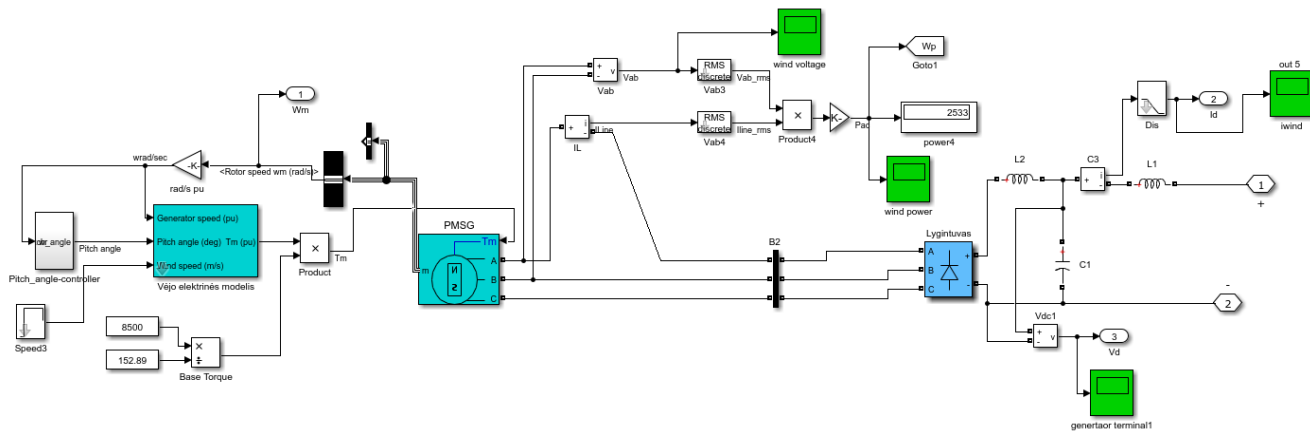 1
Wm
wrad/sec
-K-
rad/s pu
<Rotor speed wm (rad/s)>
Pitch angle
Pitch_angle-controller
Generator speed (pu)
Pitch angle (deg) Tm (pu)
Wind speed (m/s)
Vėjo elektrinės modelis
Speed3
8500
152.89
×
÷
Base Torque
×
Product
Tm
PMSG
Tm
m
A
B
C
N
S
+
-
v
Vab
Vab
RMS
discrete
Vab3
Vab_rms
wind voltage
+
i
-
IL
ILine
RMS
discrete
Vab4
Iline_rms
×
Product4
K-
Pac
Wp
Goto1
2533
power4
wind power
B2
Lygintuvas
A
B
C
+
-
L2
C3
+
i
-
L1
Dis
2
Id
out 5
iwind
1
+
C1
-
2
Vdc1
+
-
v
3
Vd
genertaor terminal1